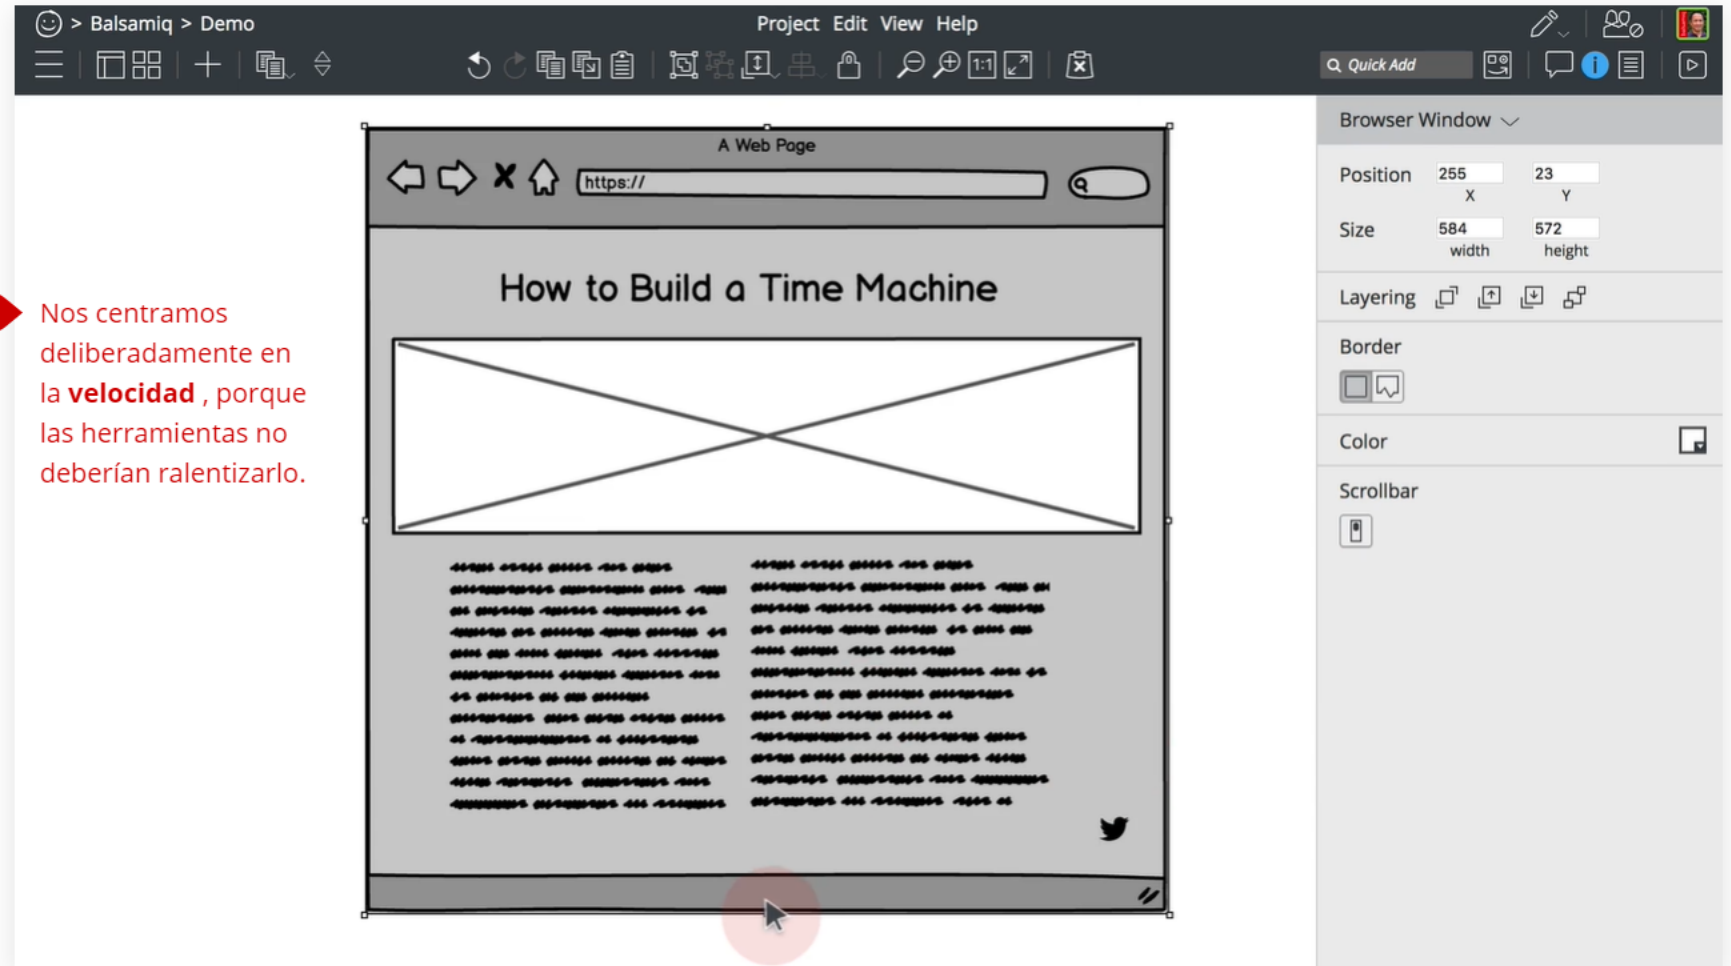 > Balsamiq > Demo
Project Edit View Help
1:1
Quick Add
i
Nos centramos
deliberadamente en
la velocidad , porque
las herramientas no
deberían ralentizarlo.
A Web Page
https://
How to Build a Time Machine
Browser Window
Position 255 23
X Y
Size 584 572
width height
Layering
Border
Color
Scrollbar